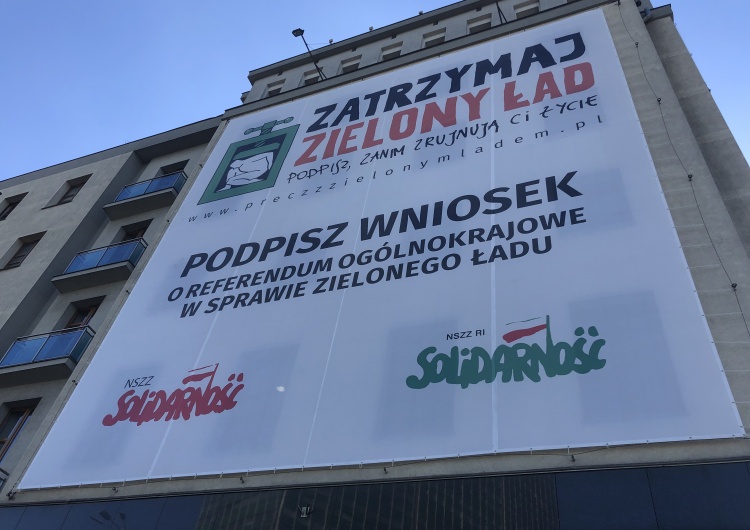 ZATRZYMAJ
ZIELONY ŁAD
PODPISZ, ZANIM ZRUJNUJĄ CI ŻYCIE
www.preczzzielonymladem.pl
PODPISZ WNIOSEK
O REFERENDUM OGÓLNOKRAJOWE
W SPRAWIE ZIELONEGO ŁADU
NSZZ
SOLIDARNOŚĆ
NSZZ RI
SOLIDARNOŚĆ